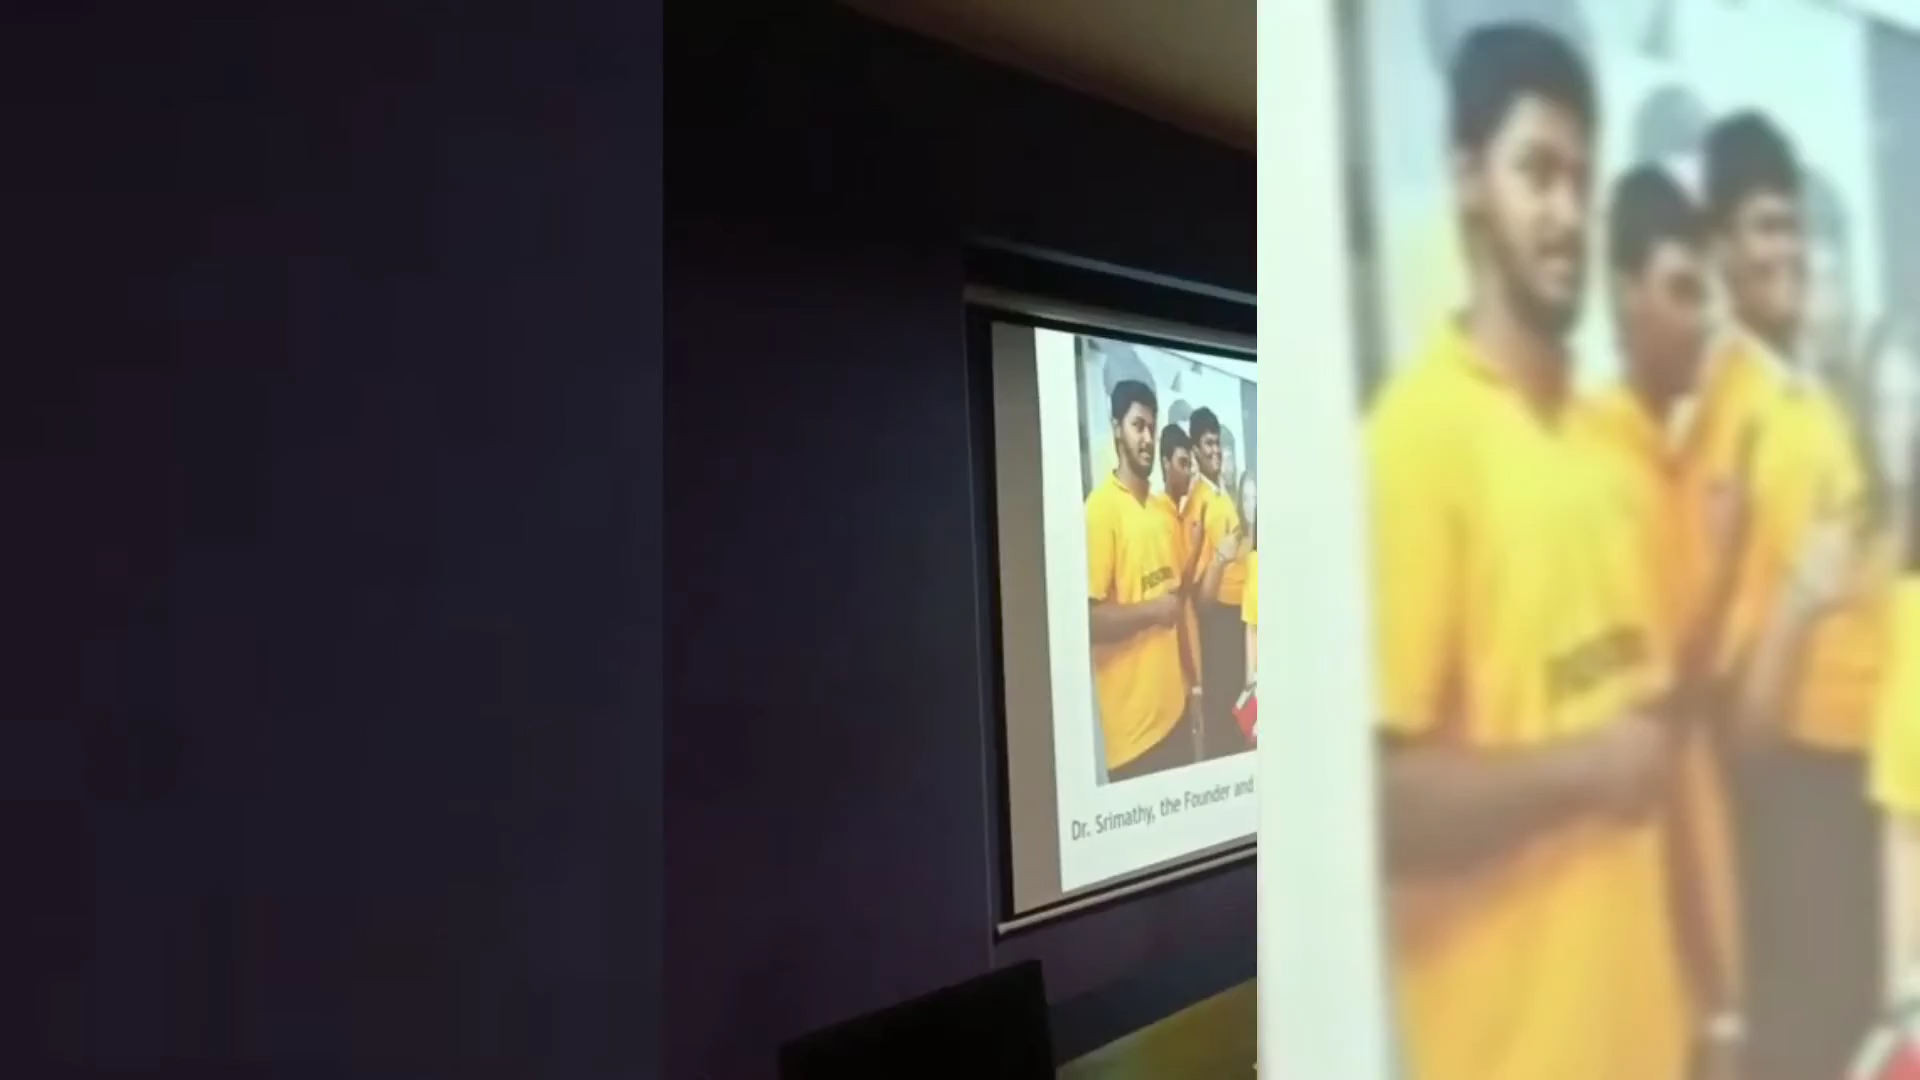 Dr. Srimathy, the Founder and